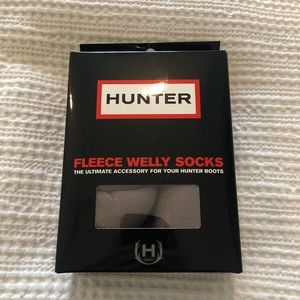 HUNTER
FLEECE WELLY SOCKS
THE ULTIMATE ACCESSORY FOR YOUR HUNTER BOOTS
H